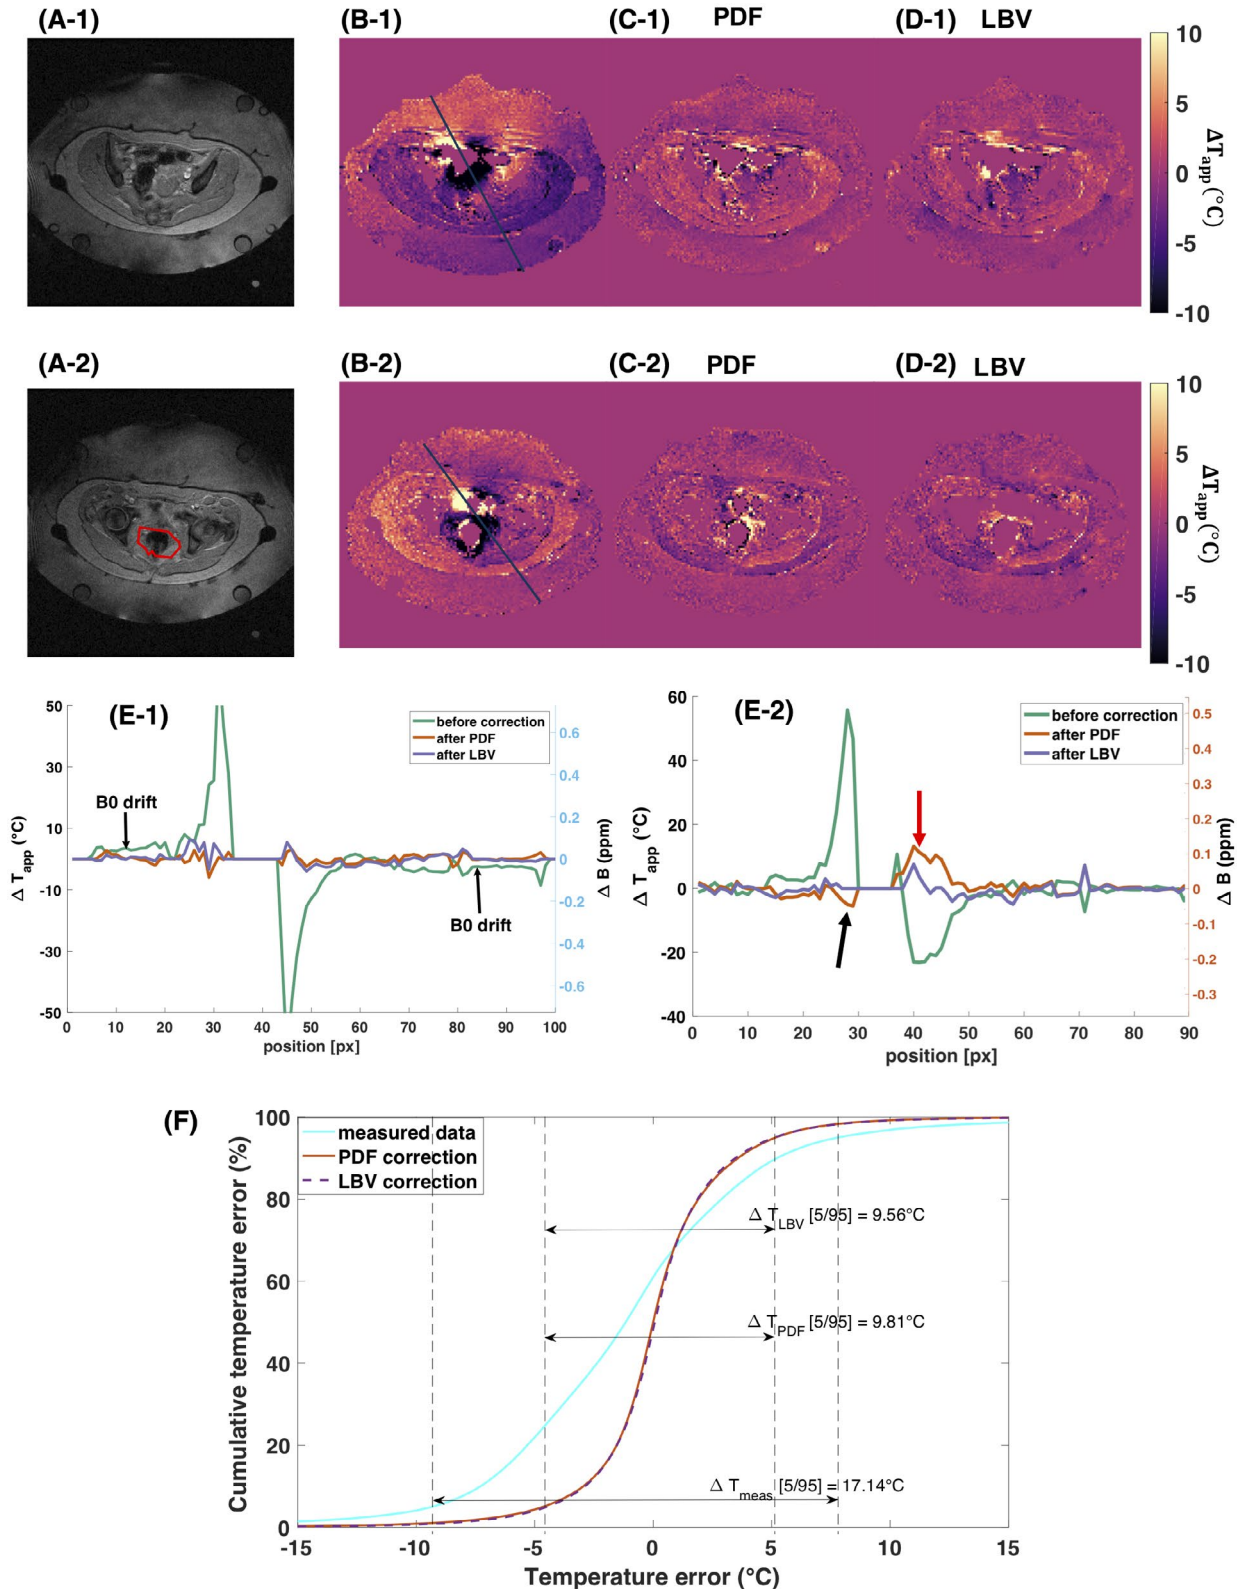 (A-1)
(B-1)
(C-1)
PDF
(D-1)
LBV
10
5
0
-5
-10
ΔT_app (°C)
(A-2)
(B-2)
(C-2)
PDF
(D-2)
LBV
10
5
0
-5
-10
ΔT_app (°C)
(E-1)
before correction
after PDF
after LBV
B0 drift
B0 drift
50
30
10
-10
-30
-50
Δ T_app (°C)
0.6
0.4
0.2
0
-0.2
-0.4
-0.6
Δ B (ppm)
0 10 20 30 40 50 60 70 80 90 100
position [px]
(E-2)
before correction
after PDF
after LBV
60
40
20
0
-20
-40
Δ T_app (°C)
0.5
0.4
0.3
0.2
0.1
0
-0.1
-0.2
-0.3
Δ B (ppm)
0 10 20 30 40 50 60 70 80 90
position [px]
(F)
measured data
PDF correction
LBV correction
100
80
60
40
20
0
Cumulative temperature error (%)
Δ T_LBV [5/95] = 9.56°C
Δ T_PDF [5/95] = 9.81°C
Δ T_meas [5/95] = 17.14°C
-15 -10 -5 0 5 10 15
Temperature error (°C)